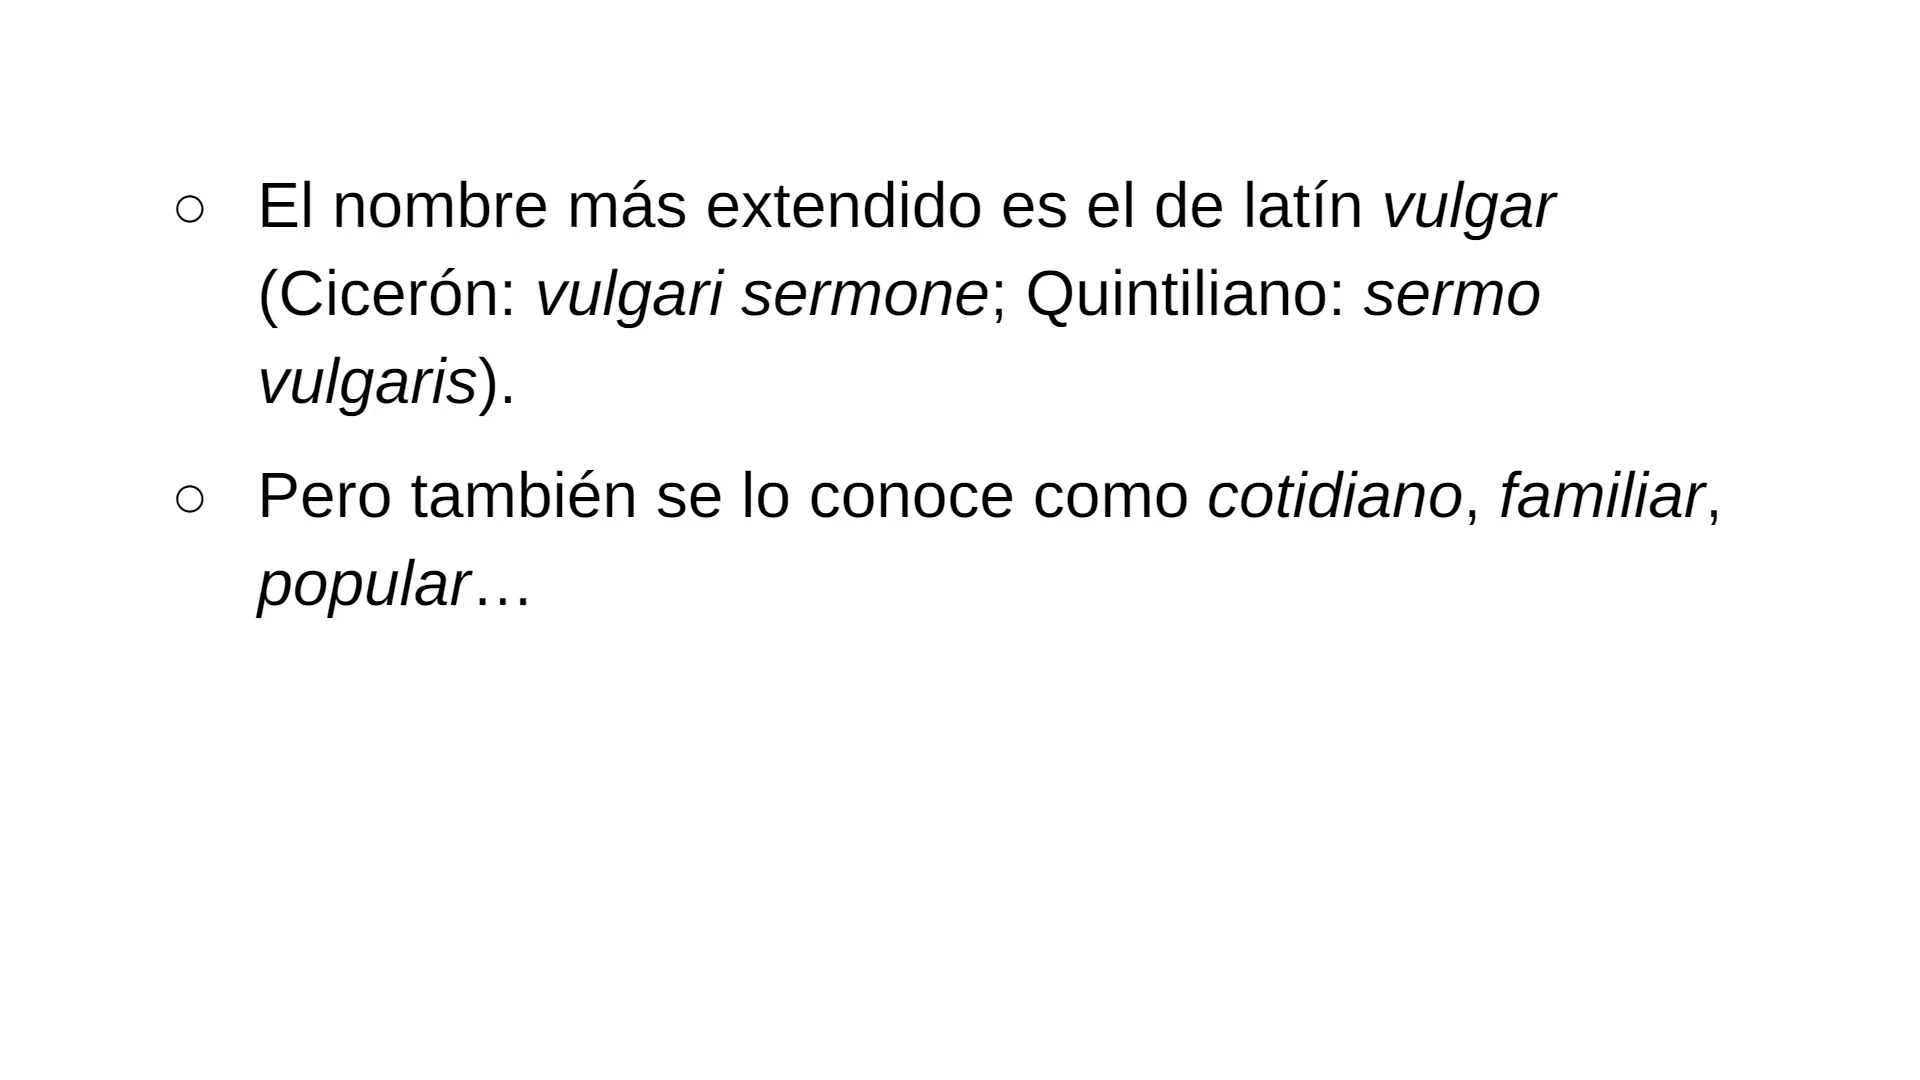 ○ El nombre más extendido es el de latín vulgar
(Cicerón: vulgari sermone; Quintiliano: sermo
vulgaris).
○ Pero también se lo conoce como cotidiano, familiar,
popular…